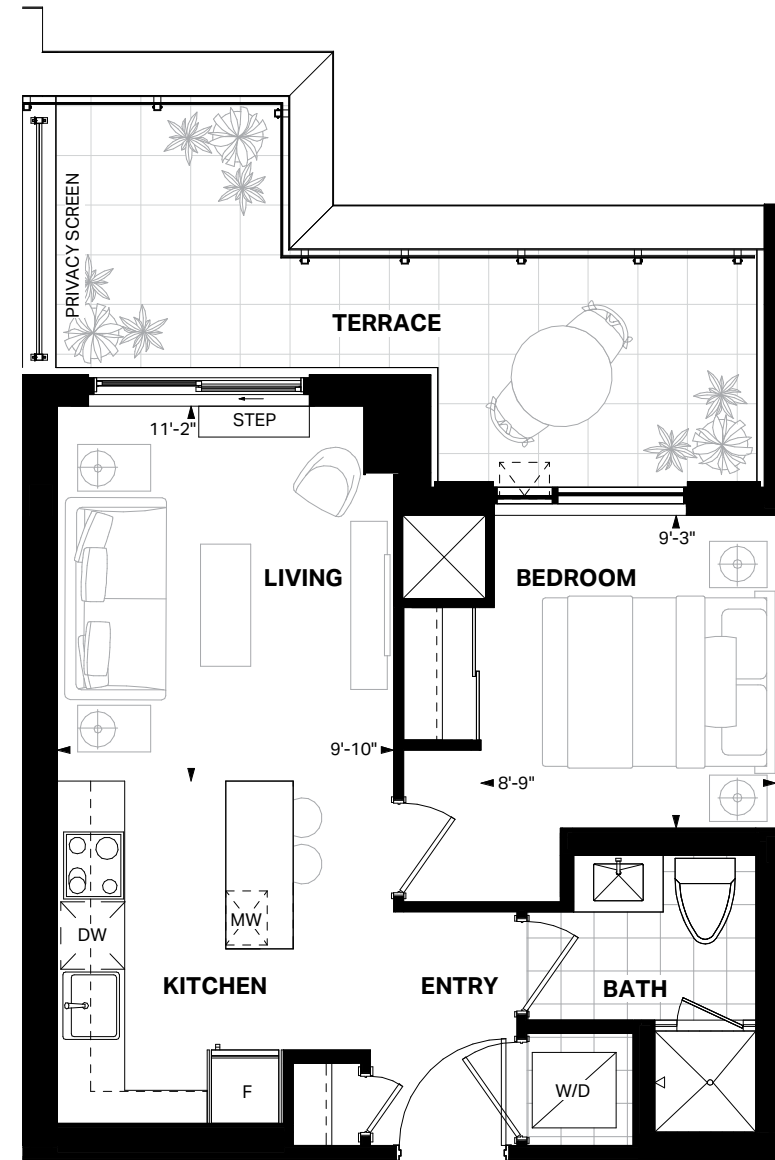 PRIVACY SCREEN
TERRACE
STEP
11'-2"
9'-3"
LIVING
BEDROOM
9'-10"
8'-9"
MW
DW
KITCHEN
ENTRY
BATH
F
W/D